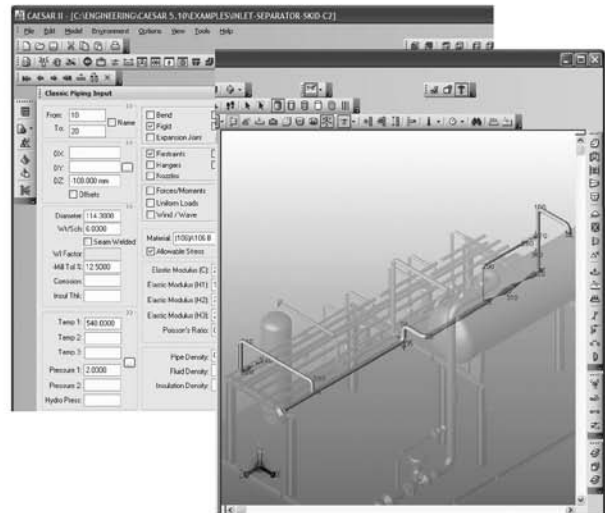 CAESAR II - [C:\ENGINEERING\CAESAR 5.10\EXAMPLES\INLET-SEPARATOR-SKID-C2]
File Edit Model Environment Options View Tools Help
Classic Piping Input
From: 10
To: 20
Name
DX:
DY:
DZ: -100.000 mm
Offsets
Diameter: 114.3000
Wt/Sch: 6.0000
Seam Welded
Wl Factor:
-Mill Tol %: 12.5000
Corrosion:
Insul Thk:
Temp 1: 540.0000
Temp 2:
Temp 3:
Pressure 1: 2.0000
Pressure 2:
Hydro Press:
Bend
Rigid
Expansion Joint
Restraints
Hangers
Nozzles
Forces/Moments
Uniform Loads
Wind / Wave
Material: (106)A106 B
Allowable Stress
Elastic Modulus (C):
Elastic Modulus (H1):
Elastic Modulus (H2):
Elastic Modulus (H3):
Poisson's Ratio:
Pipe Density:
Fluid Density:
Insulation Density: